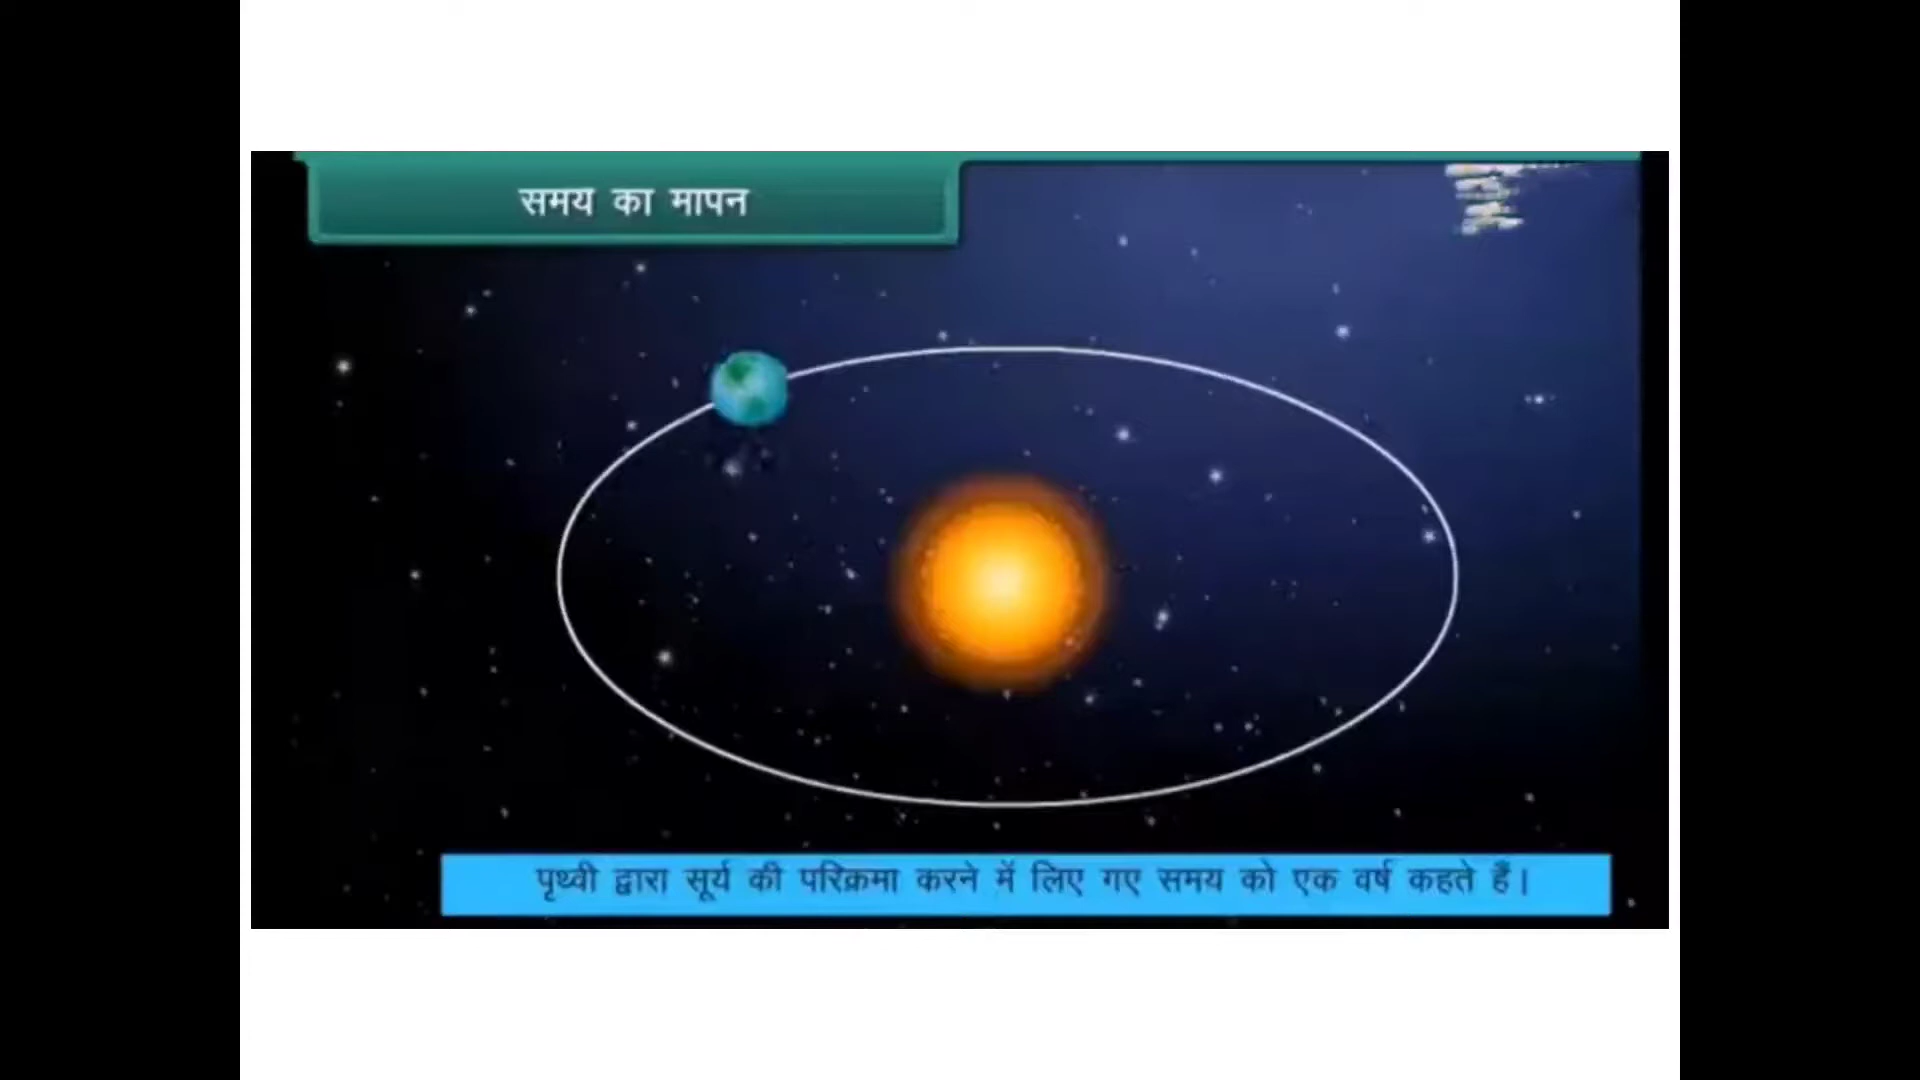 समय का मापन
पृथ्वी द्वारा सूर्य की परिक्रमा करने में लिए गए समय को एक वर्ष कहते हैं।